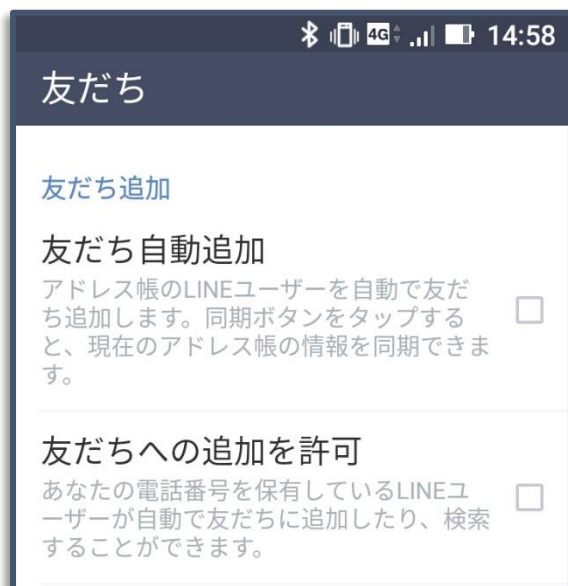 4G 14:58
友だち
友だち追加
友だち自動追加
アドレス帳のLINEユーザーを自動で友だ
ち追加します。同期ボタンをタップする
と、現在のアドレス帳の情報を同期できま
す。
友だちへの追加を許可
あなたの電話番号を保有しているLINEユ
ーザーが自動で友だちに追加したり、検索
することができます。